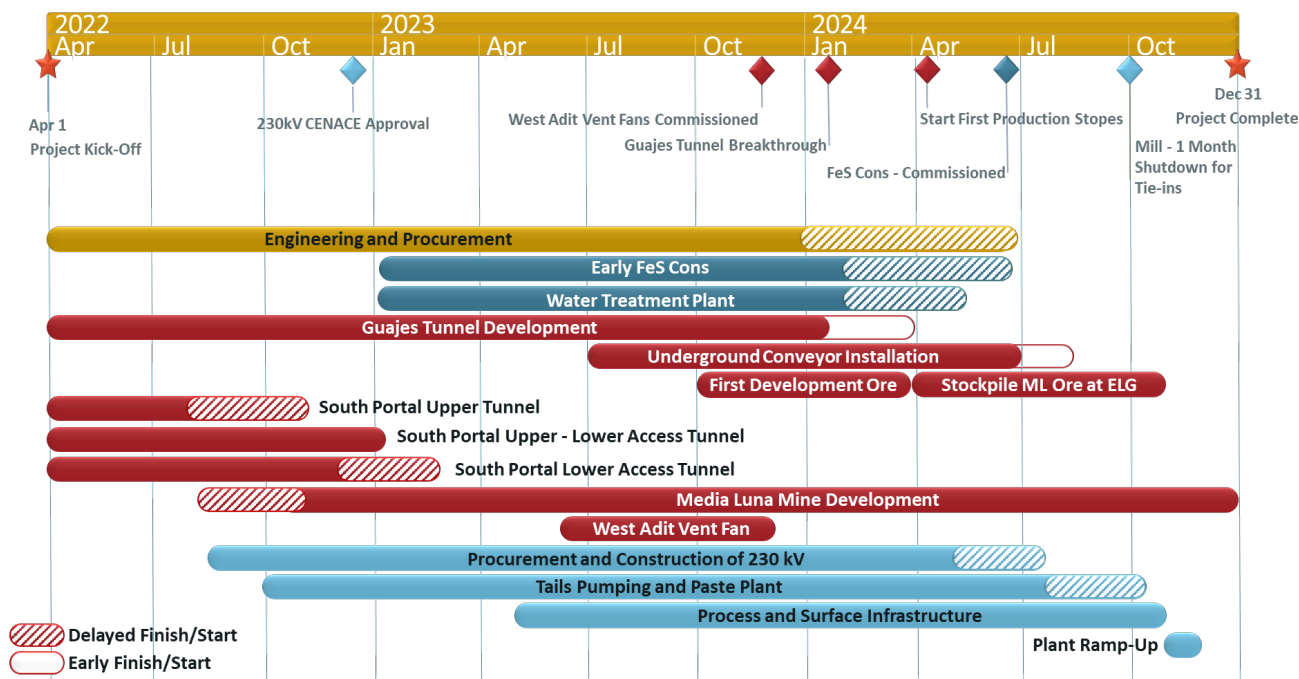 2022 2023 2024
Apr Jul Oct Jan Apr Jul Oct Jan Apr Jul Oct
Apr 1
Project Kick-Off
230kV CENACE Approval
West Adit Vent Fans Commissioned
Guajes Tunnel Breakthrough
FeS Cons - Commissioned
Start First Production Stopes
Mill - 1 Month
Shutdown for
Tie-ins
Dec 31
Project Complete
Engineering and Procurement
Early FeS Cons
Water Treatment Plant
Guajes Tunnel Development
Underground Conveyor Installation
First Development Ore Stockpile ML Ore at ELG
South Portal Upper Tunnel
South Portal Upper - Lower Access Tunnel
South Portal Lower Access Tunnel
Media Luna Mine Development
West Adit Vent Fan
Procurement and Construction of 230 kV
Tails Pumping and Paste Plant
Process and Surface Infrastructure
Plant Ramp-Up
Delayed Finish/Start
Early Finish/Start